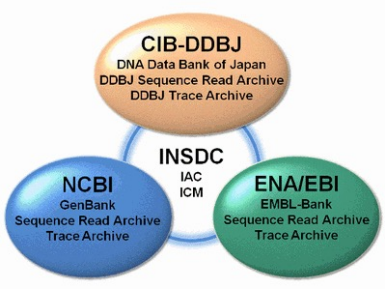 CIB-DDBJ
DNA Data Bank of Japan
DDBJ Sequence Read Archive
DDBJ Trace Archive
INSDC
IAC
ICM
NCBI
GenBank
Sequence Read Archive
Trace Archive
ENA/EBI
EMBL-Bank
Sequence Read Archive
Trace Archive